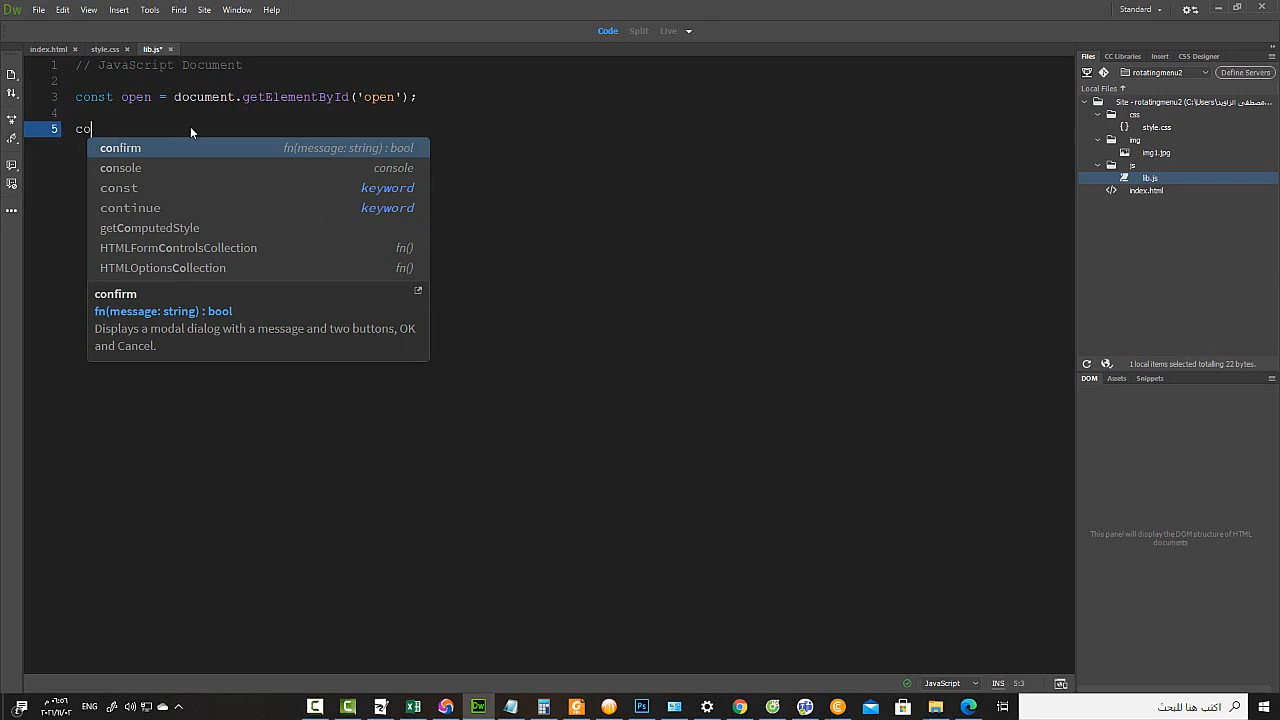 Dw File Edit View Insert Tools Find Site Window Help Standard
Code Split Live
index.html × style.css × lib.js* ×
1 // JavaScript Document
2
3 const open = document.getElementById('open');
4
5 co
confirm fn(message: string) : bool
console console
const keyword
continue keyword
getComputedStyle
HTMLFormControlsCollection fn()
HTMLOptionsCollection fn()
confirm
fn(message: string) : bool
Displays a modal dialog with a message and two buttons, OK
and Cancel.
Files CC Libraries Insert CSS Designer
rotatingmenu2 Define Servers
Local Files
Site - rotatingmenu2 (C:\Users\مصطفى الزاويد
css
style.css
img
img1.jpg
js
lib.js
index.html
1 local items selected totalling 22 bytes.
DOM Assets Snippets
This panel will display the DOM structure of HTML
documents
JavaScript INS 5:3
ENG
اكتب هنا للبحث